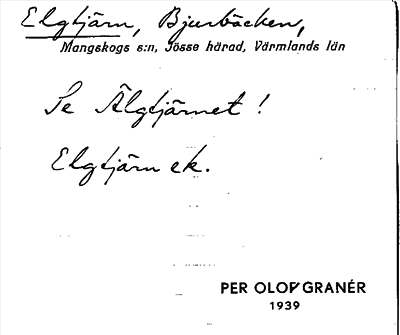 Elgtjärn, Bjurbäcken,
Mangskogs s:n, Jösse härad, Värmlands län
Se Älgtjärnet!
Elgtjärn ek.
PER OLOF GRANÉR
1939